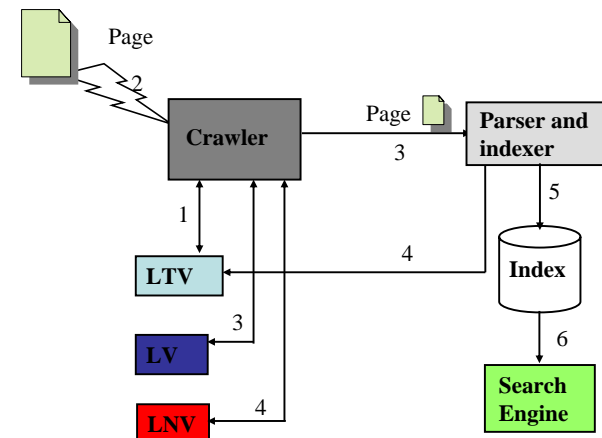 Page
2
Crawler
Page
3
Parser and
indexer
1
5
4
LTV
Index
3
LV
6
4
LNV
Search
Engine